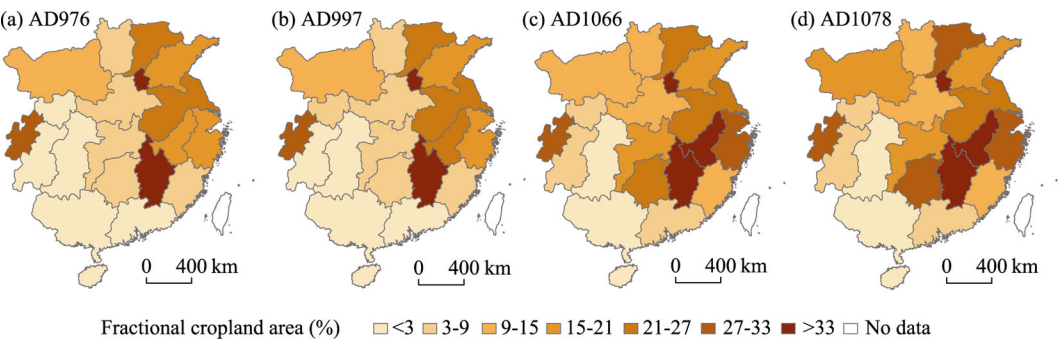 (a) AD976
(b) AD997
(c) AD1066
(d) AD1078
0 400 km
0 400 km
0 400 km
0 400 km
Fractional cropland area (%) <3 3-9 9-15 15-21 21-27 27-33 >33 No data